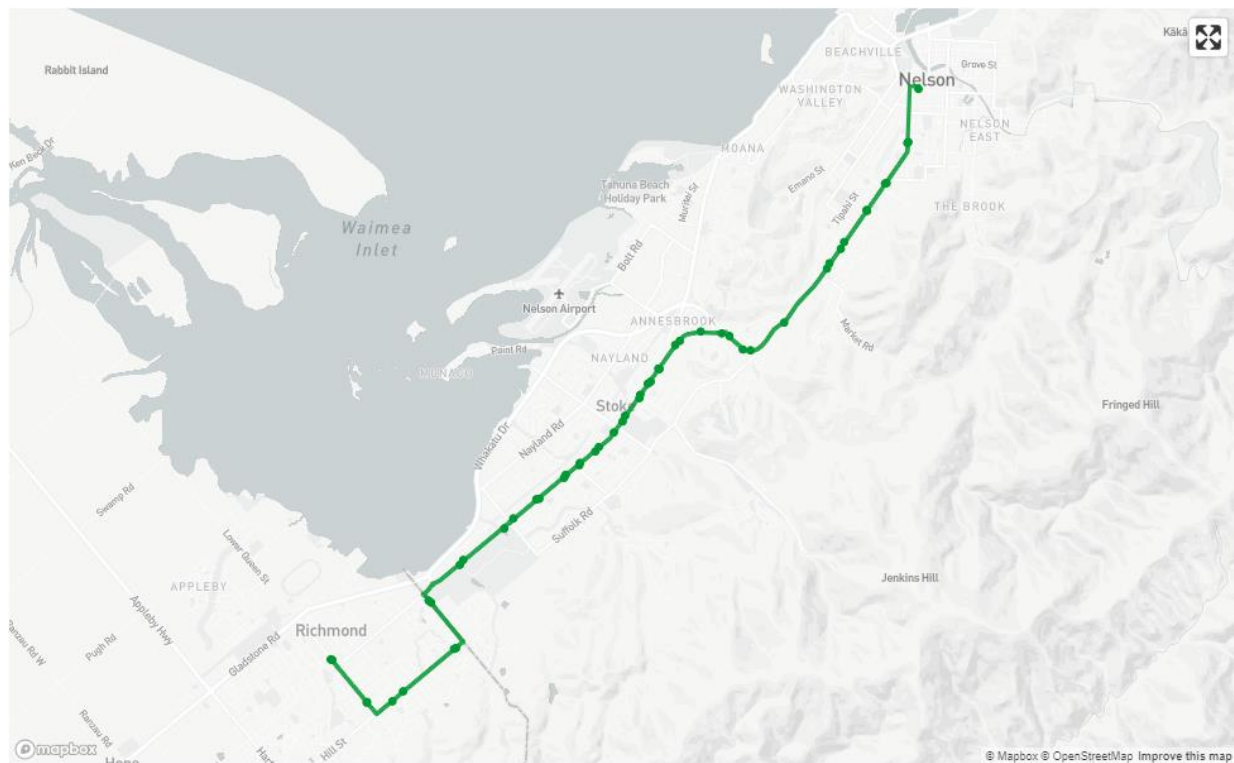 BEACHVILLE
Kākā
Rabbit Island
Grove St
Nelson
WASHINGTON
VALLEY
NELSON
EAST
MOANA
Ken Beck Dr
Emano St
Tahuna Beach
Holiday Park
Muritai St
Tipahi St
THE BROOK
Waimea
Inlet
Bolt Rd
Nelson Airport
ANNESBROOK
Point Rd
Market Rd
NAYLAND
MONACO
Stoke
Fringed Hill
Nayland Rd
Whakatu Dr
Swamp Rd
Suffolk Rd
Lower Queen St
APPLEBY
Jenkins Hill
Appleby Hwy
Ranzau Rd W
Pugh Rd
Richmond
Gladstone Rd
Ranzau Rd
Hill St
mapbox
© Mapbox © OpenStreetMap Improve this map